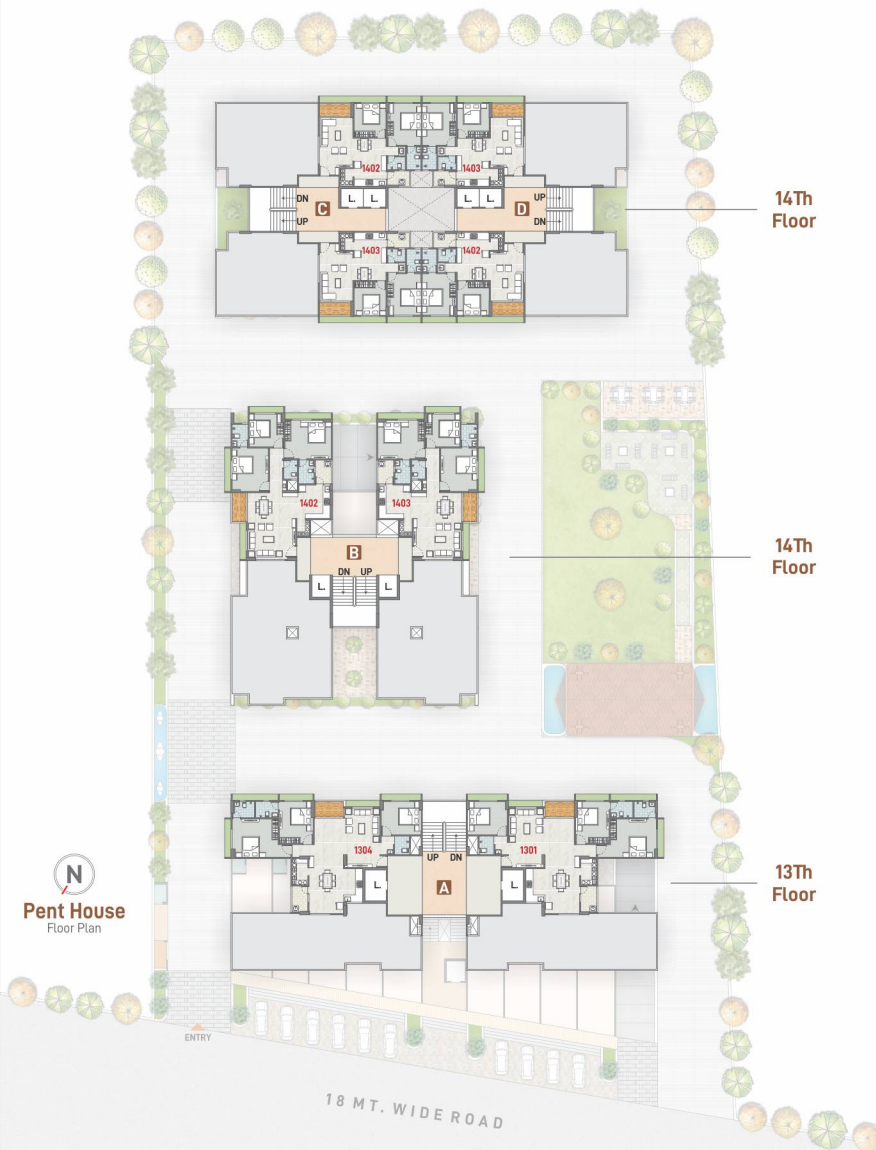 1402
1403
DN
UP
C
L.
L.
L.
L.
D
UP
DN
14Th
Floor
1403
1402
1402
1403
B
14Th
Floor
DN
UP
L.
L.
1304
1301
UP
DN
L.
A
L.
13Th
Floor
N
Pent House
Floor Plan
ENTRY
18 MT. WIDE ROAD